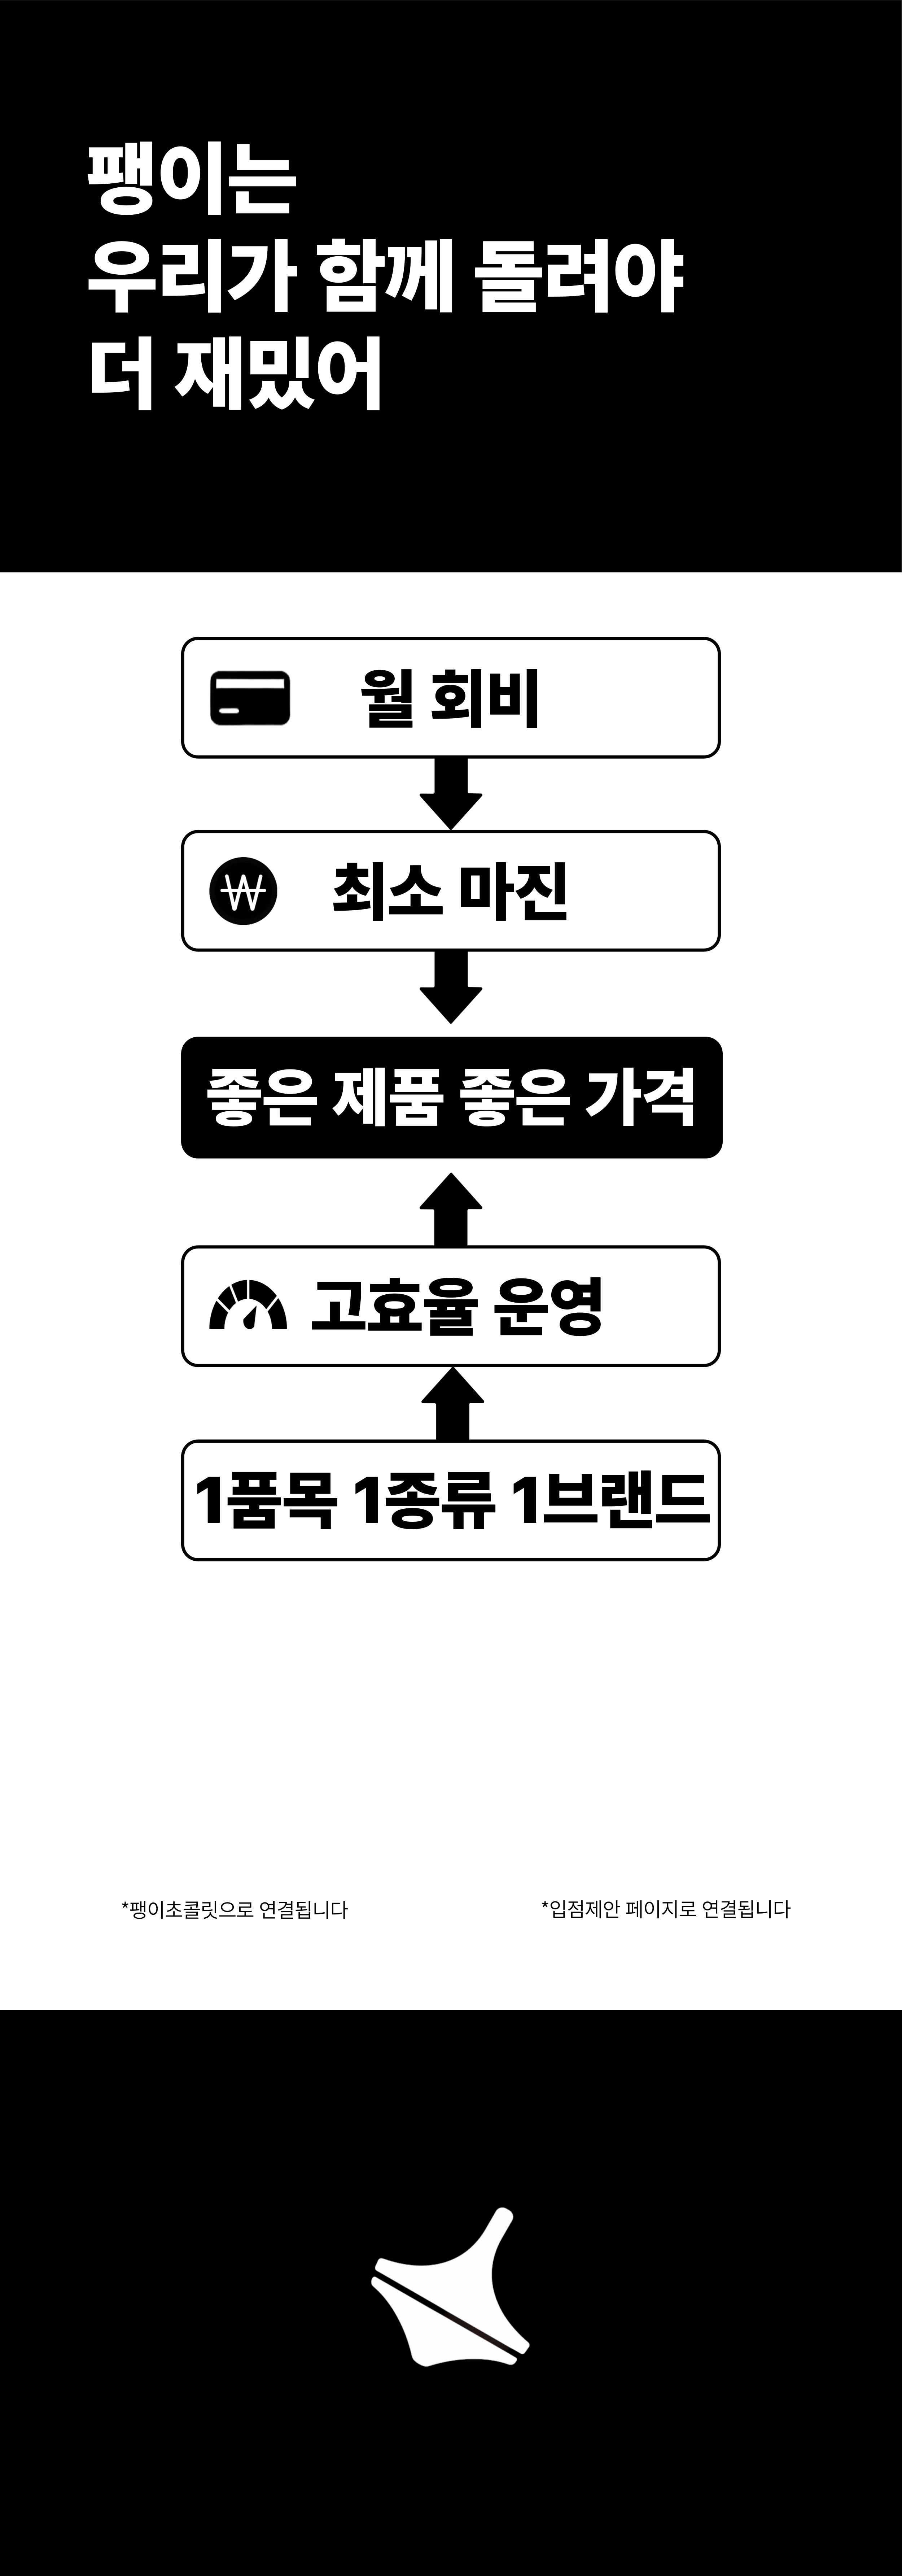 팽이는
우리가 함께 돌려야
더 재밌어
월 회비
최소 마진
좋은 제품 좋은 가격
고효율 운영
1품목 1종류 1브랜드
*팽이초콜릿으로 연결됩니다
*입점제안 페이지로 연결됩니다